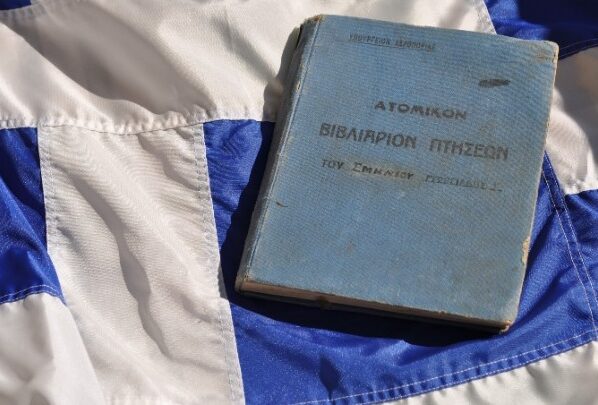 ΥΠΟΥΡΓΕΙΟΝ ΑΕΡΟΠΟΡΙΑΣ
ΑΤΟΜΙΚΟΝ
ΒΙΒΛΙΑΡΙΟΝ ΠΤΗΣΕΩΝ
ΤΟΥ ΣΜΗΝΙΟΥ